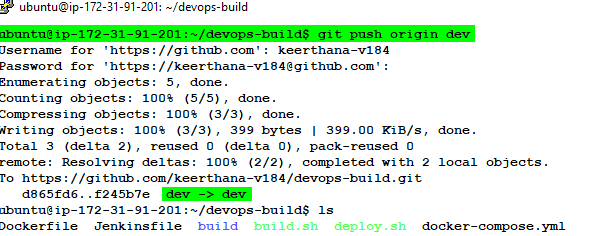 ubuntu@ip-172-31-91-201: ~/devops-build
ubuntu@ip-172-31-91-201:~/devops-build$ git push origin dev
Username for 'https://github.com': keerthana-v184
Password for 'https://keerthana-v184@github.com':
Enumerating objects: 5, done.
Counting objects: 100% (5/5), done.
Compressing objects: 100% (3/3), done.
Writing objects: 100% (3/3), 399 bytes | 399.00 KiB/s, done.
Total 3 (delta 2), reused 0 (delta 0), pack-reused 0
remote: Resolving deltas: 100% (2/2), completed with 2 local objects.
To https://github.com/keerthana-v184/devops-build.git
d865fd6..f245b7e dev -> dev
ubuntu@ip-172-31-91-201:~/devops-build$ ls
Dockerfile Jenkinsfile build build.sh deploy.sh docker-compose.yml